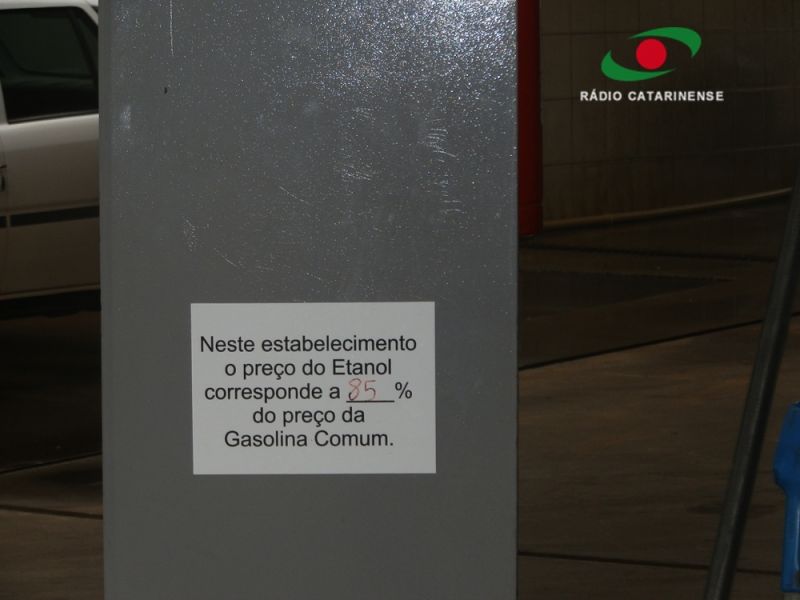 RÁDIO CATARINENSE
Neste estabelecimento
o preço do Etanol
corresponde a 85 %
do preço da
Gasolina Comum.